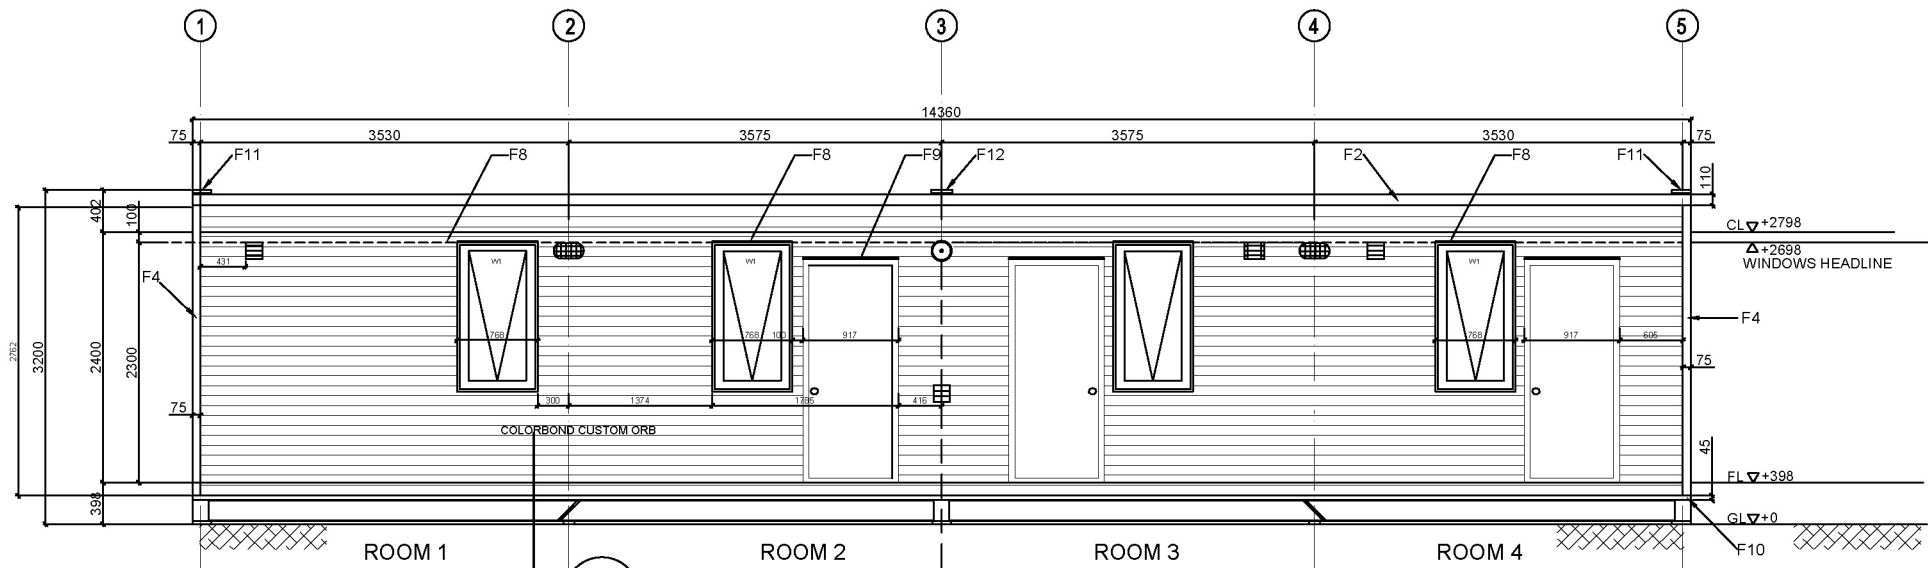 1 2 3 4 5
14360
75 3530 3575 3575 3530 75
F11 F8 F8 F9 F12 F2 F8 F11
110
402
100
CL +2798
+2698
WINDOWS HEADLINE
431
W1 W1 W1
F4
F4
2762
3200
2400
2300
768 768 100 917 768 917 605
75
75
300 1374 1785 416
COLORBOND CUSTOM ORB
45
FL +398
398
GL +0
ROOM 1 ROOM 2 ROOM 3 ROOM 4
F10